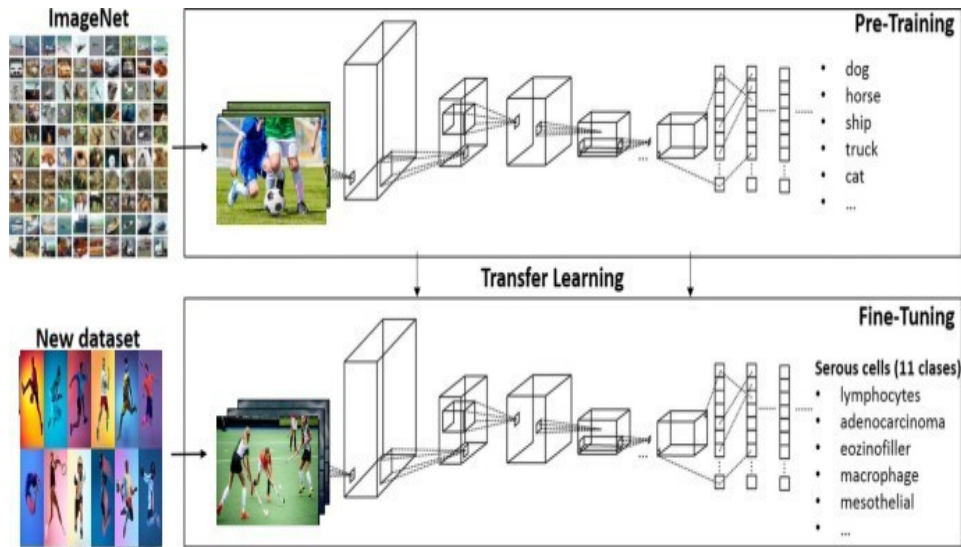 ImageNet
Pre-Training
• dog
• horse
• ship
• truck
• cat
• ...
...
Transfer Learning
New dataset
Fine-Tuning
Serous cells (11 clases)
• lymphocytes
• adenocarcinoma
• eozinofiller
• macrophage
• mesothelial
• ...
...